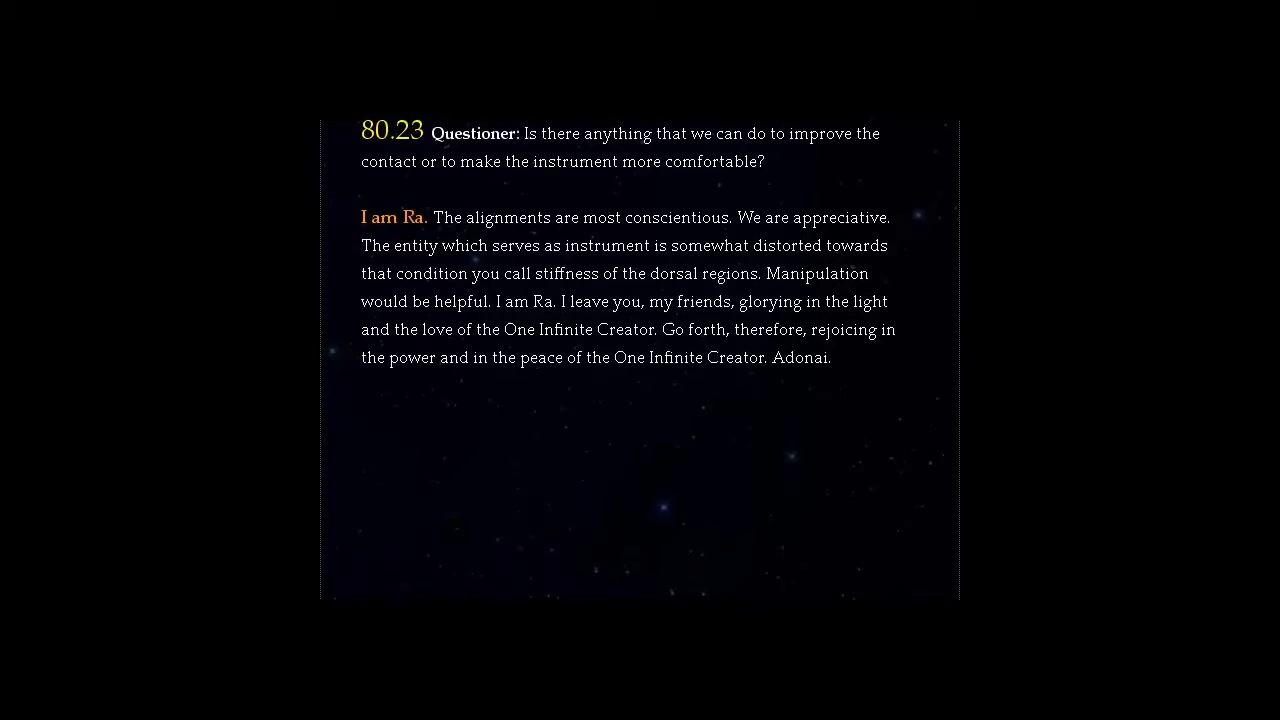 80.23 Questioner: Is there anything that we can do to improve the
contact or to make the instrument more comfortable?
I am Ra. The alignments are most conscientious. We are appreciative.
The entity which serves as instrument is somewhat distorted towards
that condition you call stiffness of the dorsal regions. Manipulation
would be helpful. I am Ra. I leave you, my friends, glorying in the light
and the love of the One Infinite Creator. Go forth, therefore, rejoicing in
the power and in the peace of the One Infinite Creator. Adonai.